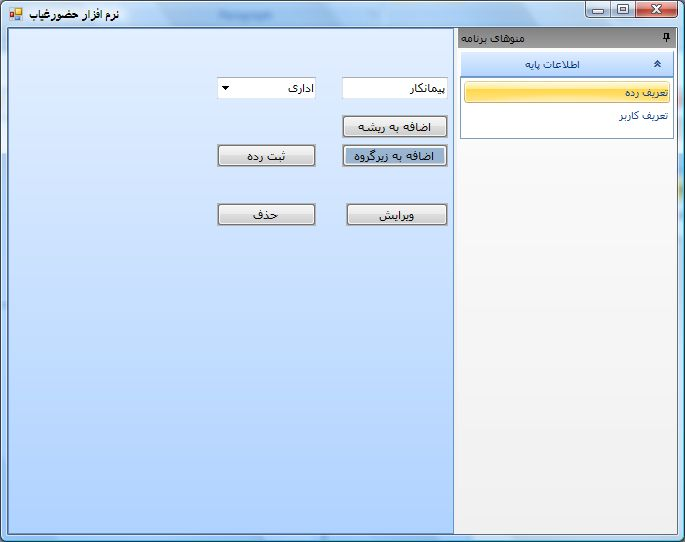 نرم افزار حضورغیاب
منوهای برنامه
اطلاعات پایه
تعریف رده
تعریف کاربر
پیمانکار
اداری
اضافه به ریشه
اضافه به زیرگروه
ثبت رده
ویرایش
حذف